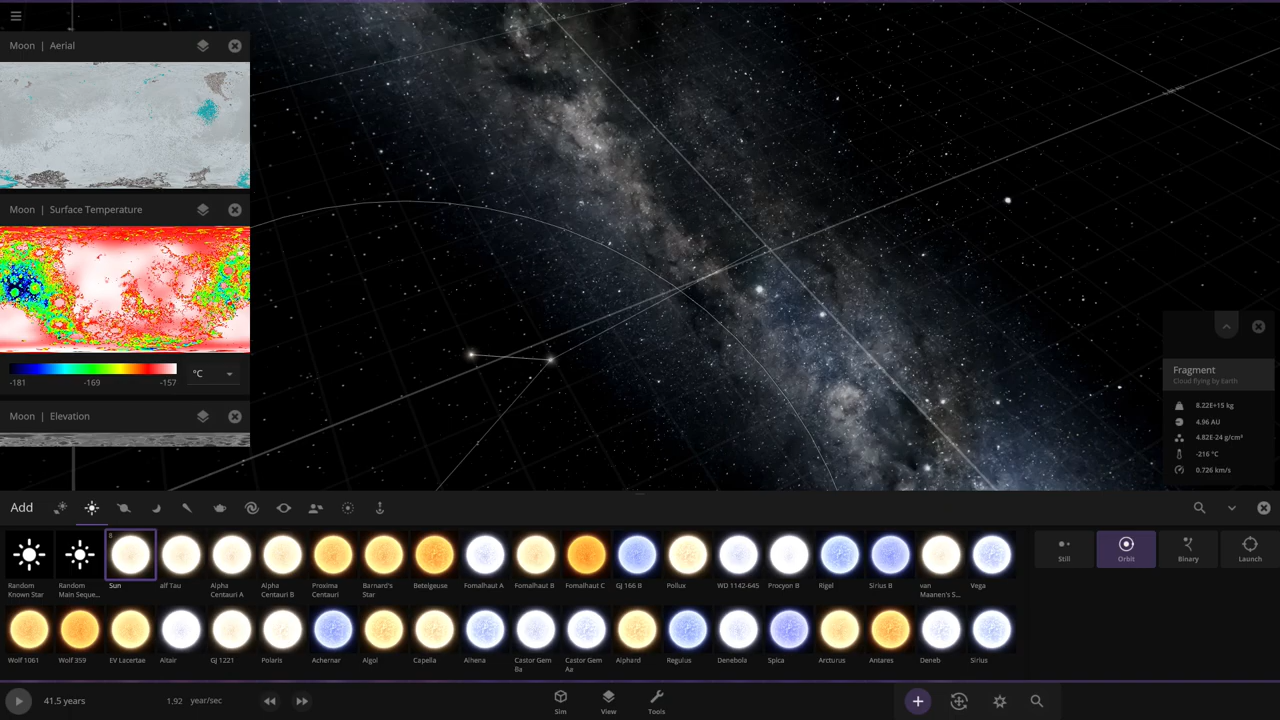 Moon | Aerial
Moon | Surface Temperature
-181 -169 -157
°C
Moon | Elevation
Fragment
Cloud flying by Earth
8.22E+15 kg
4.96 AU
4.82E-24 g/cm³
-216 °C
0.726 km/s
Add
8
Random Known Star
Random Main Seque...
Sun
alf Tau
Alpha Centauri A
Alpha Centauri B
Proxima Centauri
Barnard's Star
Betelgeuse
Fomalhaut A
Fomalhaut B
Fomalhaut C
GJ 166 B
Pollux
WD 1142-645
Procyon B
Rigel
Sirius B
van Maanen's S...
Vega
Still
Orbit
Binary
Launch
Wolf 1061
Wolf 359
EV Lacertae
Altair
GJ 1221
Polaris
Achernar
Algol
Capella
Alhena
Castor Gem Ba
Castor Gem Aa
Alphard
Regulus
Denebola
Spica
Arcturus
Antares
Deneb
Sirius
41.5 years
1.92 year/sec
Sim
View
Tools